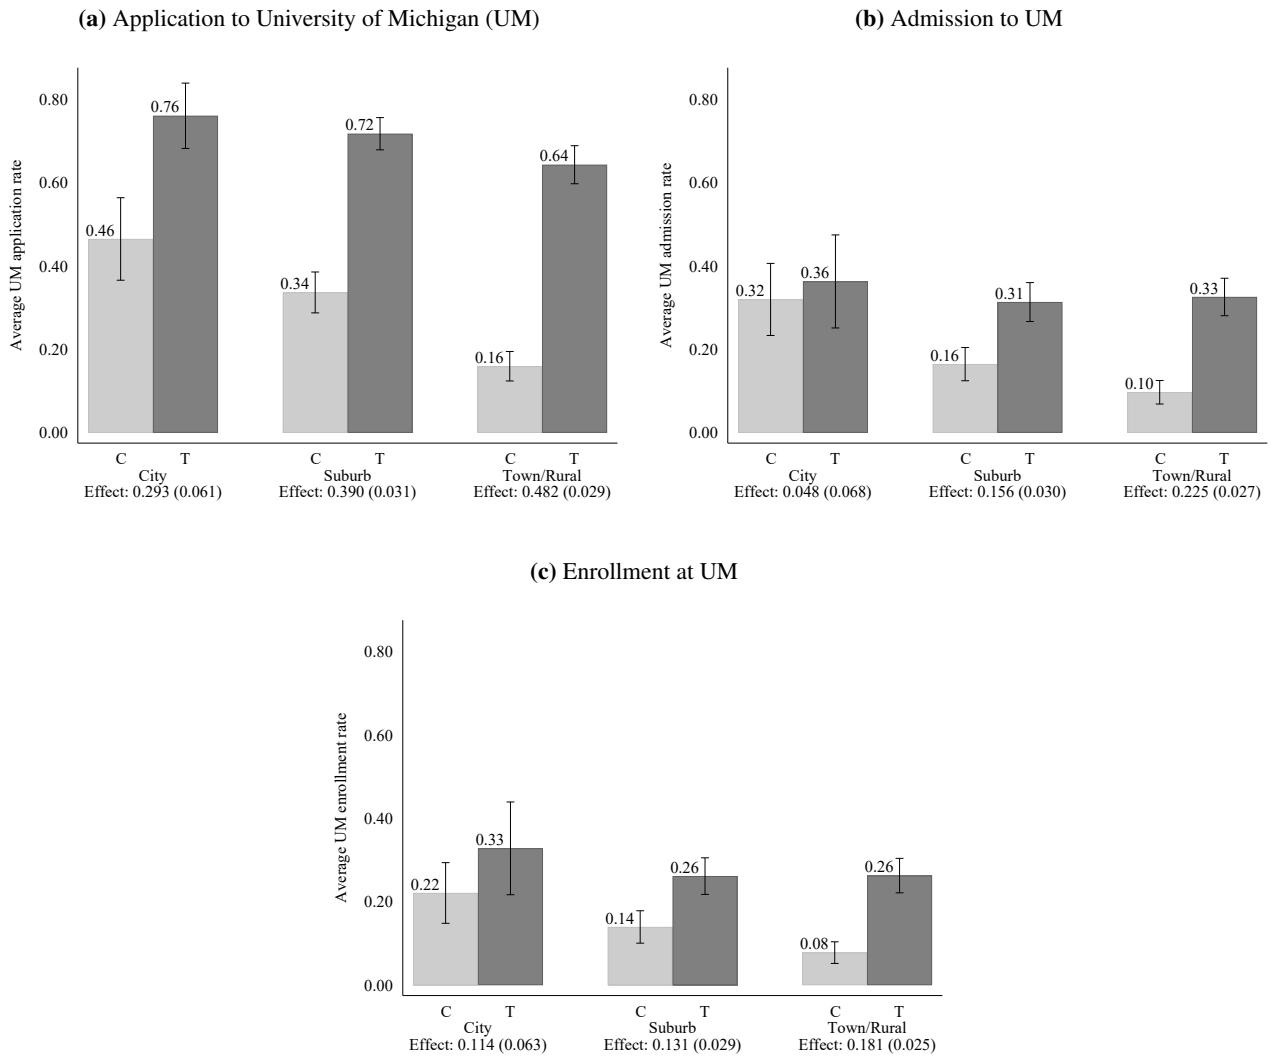 (a) Application to University of Michigan (UM)
Average UM application rate
0.80
0.60
0.40
0.20
0.00
0.46
0.76
0.34
0.72
0.16
0.64
C T C T C T
City Suburb Town/Rural
Effect: 0.293 (0.061) Effect: 0.390 (0.031) Effect: 0.482 (0.029)
(b) Admission to UM
Average UM admission rate
0.80
0.60
0.40
0.20
0.00
0.32
0.36
0.16
0.31
0.10
0.33
C T C T C T
City Suburb Town/Rural
Effect: 0.048 (0.068) Effect: 0.156 (0.030) Effect: 0.225 (0.027)
(c) Enrollment at UM
Average UM enrollment rate
0.80
0.60
0.40
0.20
0.00
0.22
0.33
0.14
0.26
0.08
0.26
C T C T C T
City Suburb Town/Rural
Effect: 0.114 (0.063) Effect: 0.131 (0.029) Effect: 0.181 (0.025)